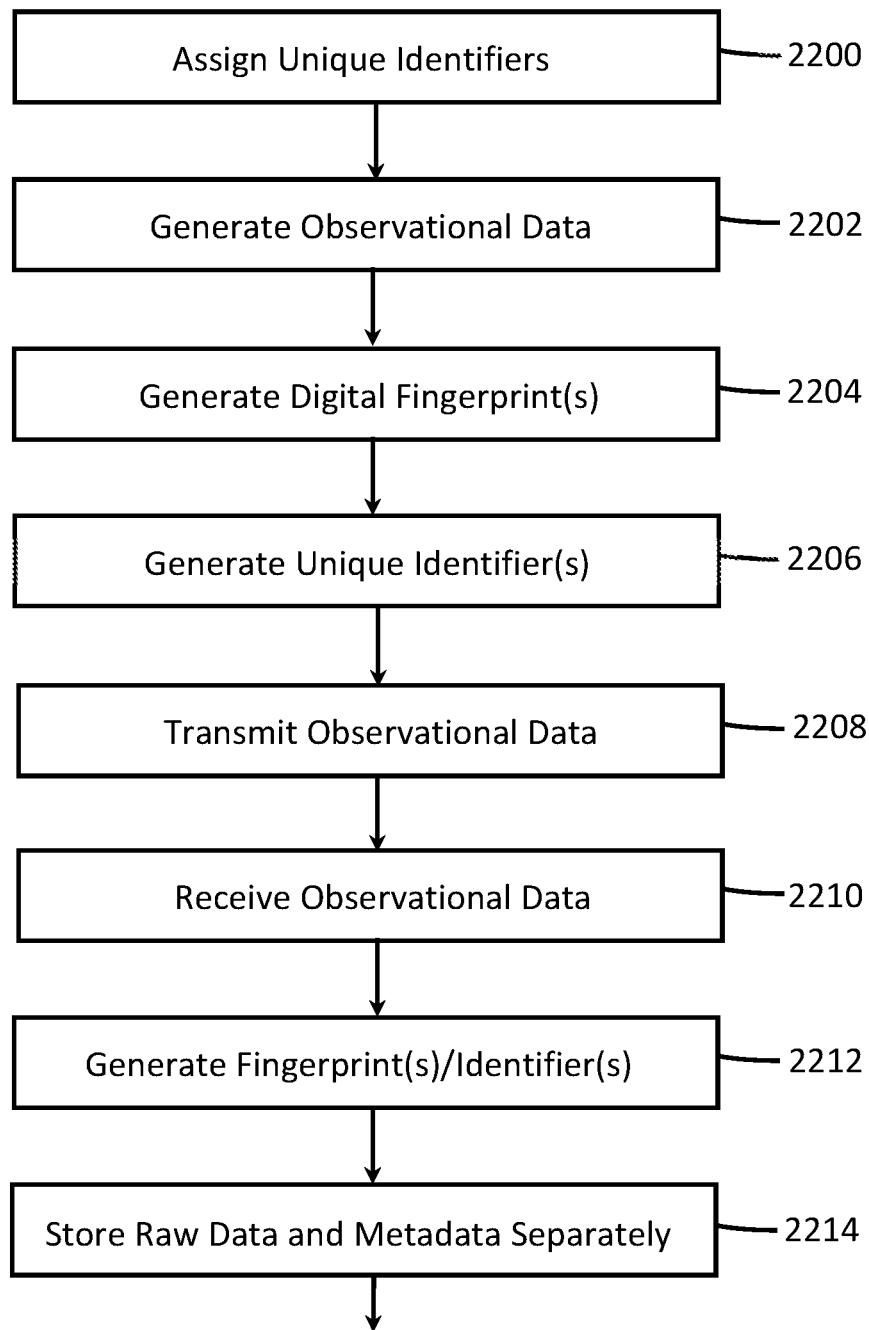 Assign Unique Identifiers 2200
Generate Observational Data 2202
Generate Digital Fingerprint(s) 2204
Generate Unique Identifier(s) 2206
Transmit Observational Data 2208
Receive Observational Data 2210
Generate Fingerprint(s)/Identifier(s) 2212
Store Raw Data and Metadata Separately 2214